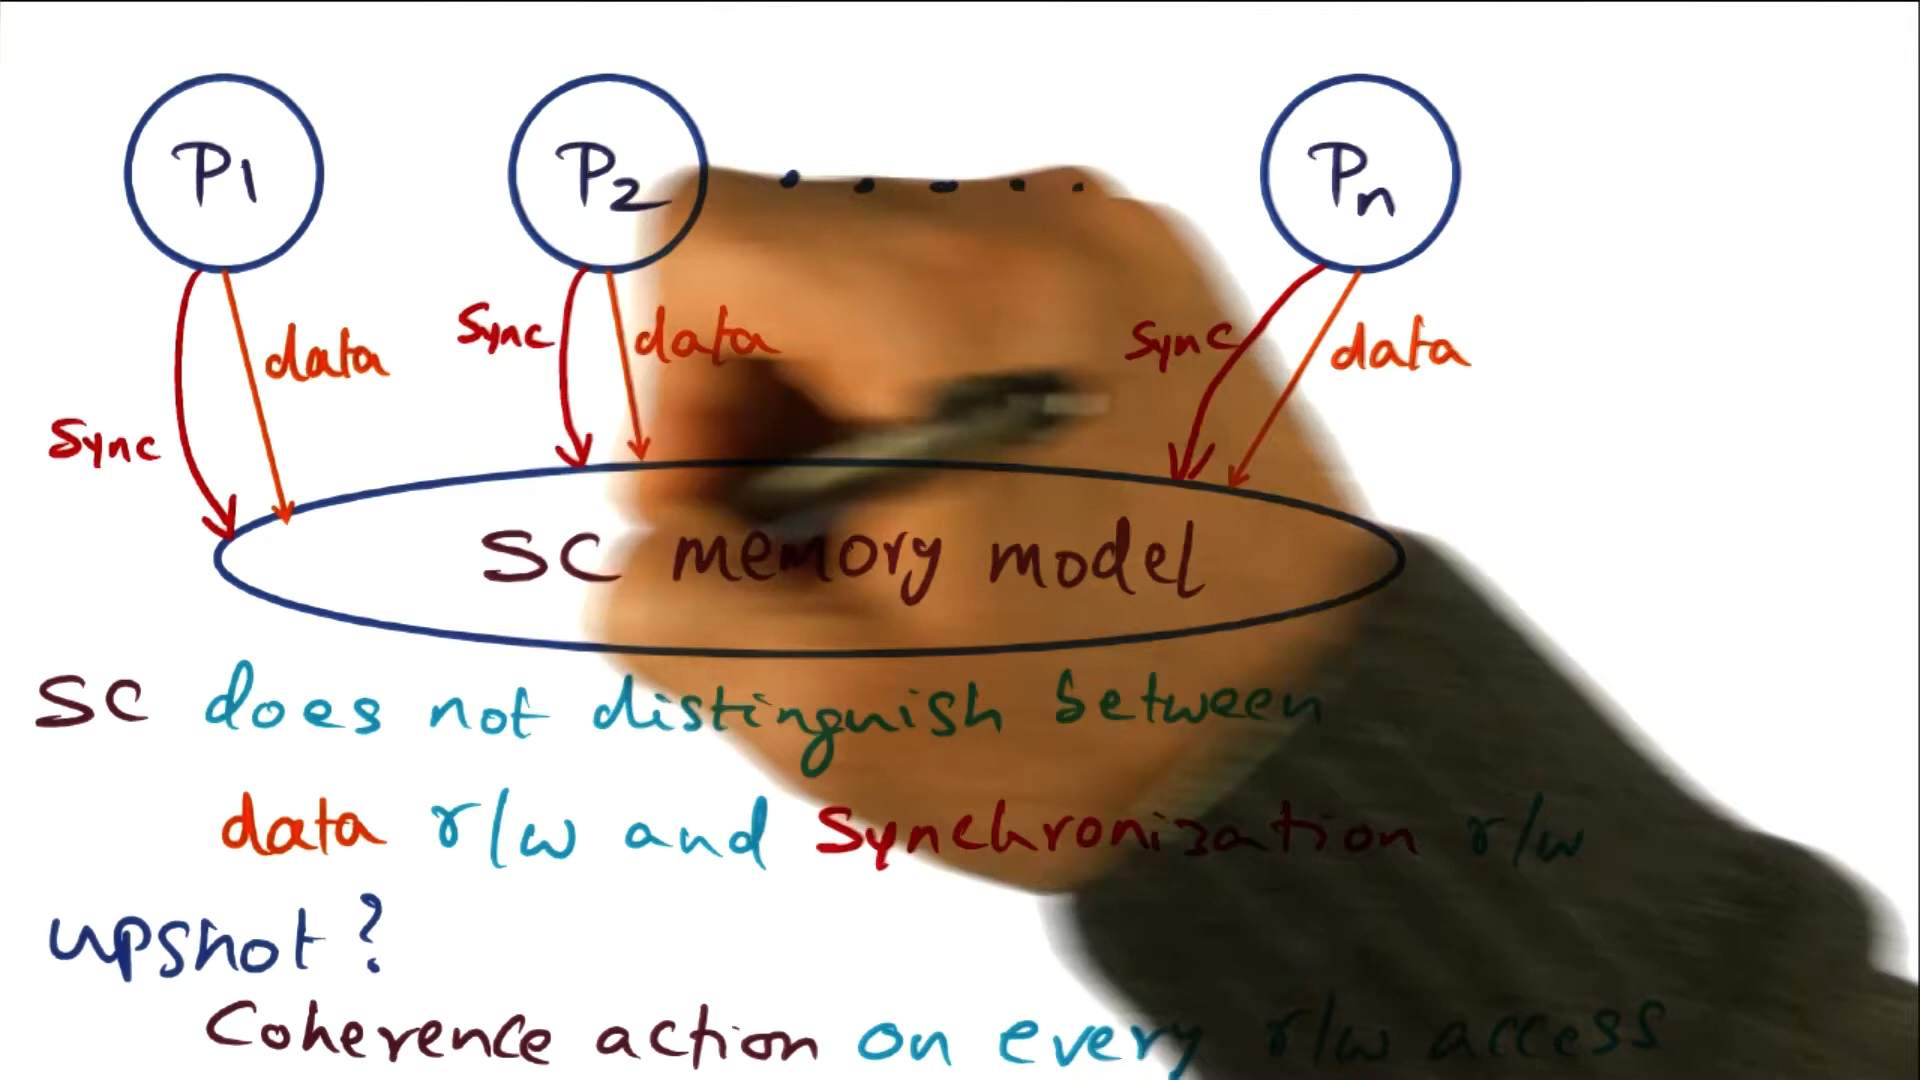 P1 P2 ..... Pn
sync data sync data sync data
SC memory model
SC does not distinguish between
data r/w and synchronization r/w
upshot?
Coherence action on every r/w access